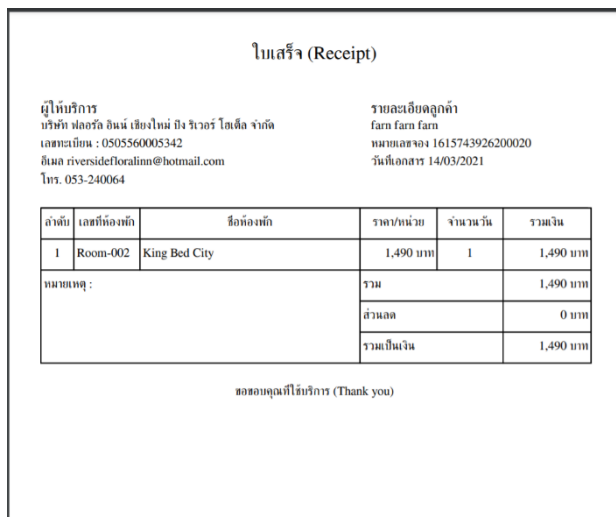 ใบเสร็จ (Receipt)
ผู้ให้บริการ
บริษัท ฟลอรัล อินน์ เชียงใหม่ ปิง ริเวอร์ โฮเต็ล จำกัด
เลขทะเบียน : 0505560005342
อีเมล riversidefloralinn@hotmail.com
โทร. 053-240064
รายละเอียดลูกค้า
farn farn farn
หมายเลขจอง 1615743926200020
วันที่เอกสาร 14/03/2021
ลำดับ เลขที่ห้องพัก ชื่อห้องพัก ราคา/หน่วย จำนวนวัน รวมเงิน
1 Room-002 King Bed City 1,490 บาท 1 1,490 บาท
หมายเหตุ : รวม 1,490 บาท
ส่วนลด 0 บาท
รวมเป็นเงิน 1,490 บาท
ขอขอบคุณที่ใช้บริการ (Thank you)